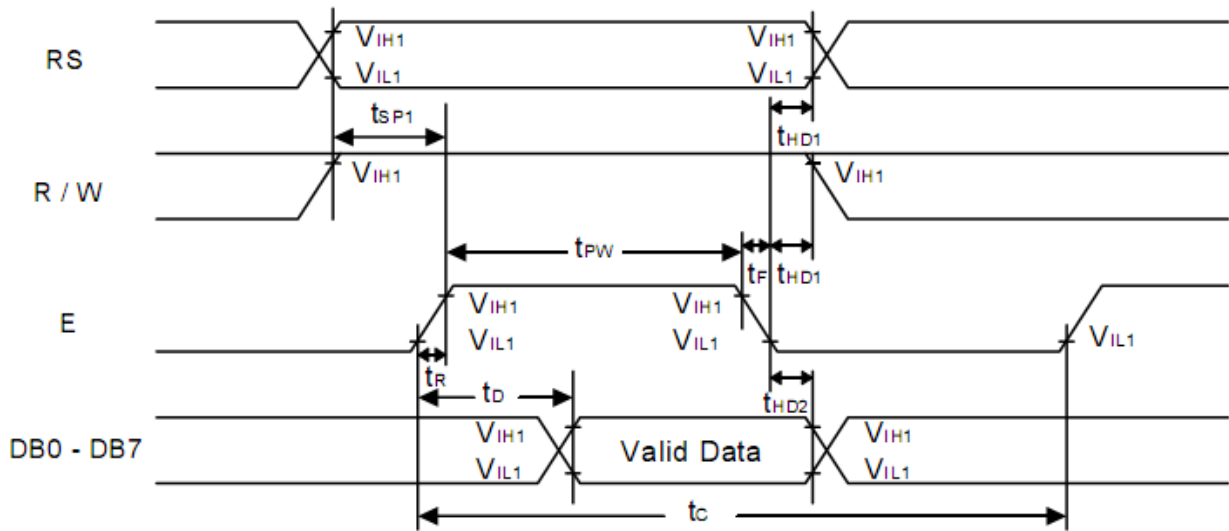 RS
VIH1
VIL1
VIH1
VIL1
tSP1
tHD1
R / W
VIH1
VIH1
tPW
tF
tHD1
E
VIH1
VIL1
VIH1
VIL1
VIL1
tR
tD
tHD2
DB0 - DB7
VIH1
VIL1
Valid Data
VIH1
VIL1
tC